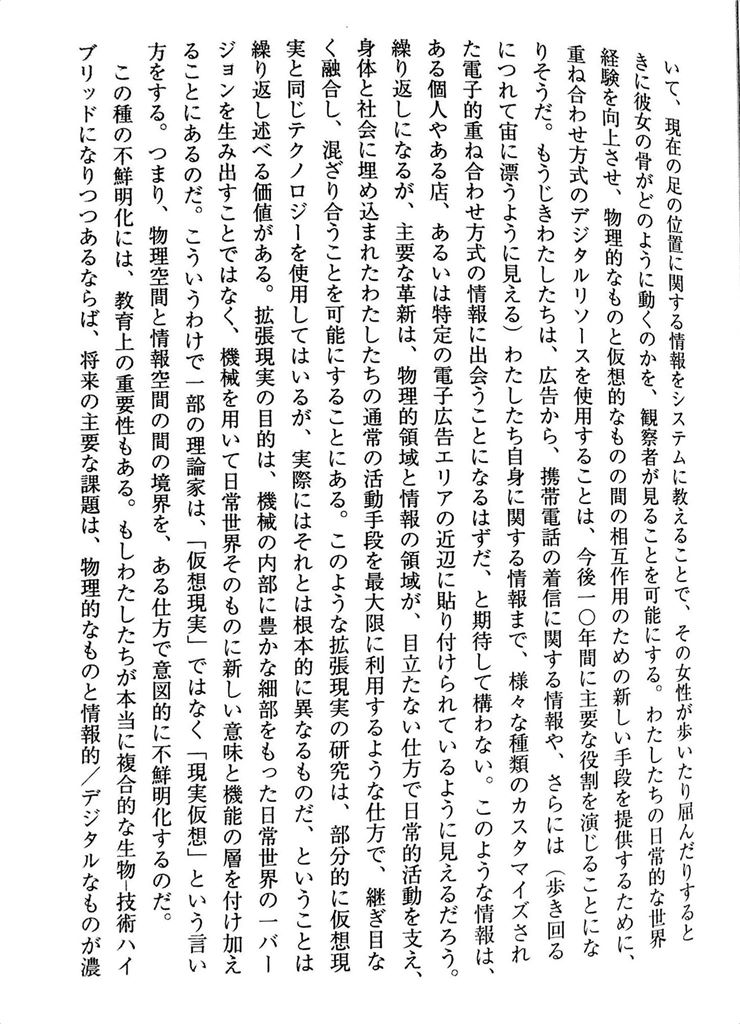 いて、現在の足の位置に関する情報をシステムに教えることで、その女性が歩いたり屈んだりすると
きに彼女の骨がどのように動くのかを、観察者が見ることを可能にする。わたしたちの日常的な世界
経験を向上させ、物理的なものと仮想的なものの間の相互作用のための新しい手段を提供するために、
重ね合わせ方式のデジタルリソースを使用することは、今後一〇年間に主要な役割を演じることにな
りそうだ。もうじきわたしたちは、広告から、携帯電話の着信に関する情報や、さらには（歩き回る
につれて宙に漂うように見える）わたしたち自身に関する情報まで、様々な種類のカスタマイズされ
た電子的重ね合わせ方式の情報に出会うことになるはずだ、と期待して構わない。このような情報は、
ある個人やある店、あるいは特定の電子広告エリアの近辺に貼り付けられているように見えるだろう。
繰り返しになるが、主要な革新は、物理的領域と情報の領域が、目立たない仕方で日常的活動を支え、
身体と社会に埋め込まれたわたしたちの通常の活動手段を最大限に利用するような仕方で、継ぎ目な
く融合し、混ざり合うことを可能にすることにある。このような拡張現実の研究は、部分的に仮想現
実と同じテクノロジーを使用してはいるが、実際にはそれとは根本的に異なるものだ、ということは
繰り返し述べる価値がある。拡張現実の目的は、機械の内部に豊かな細部をもった日常世界の一バー
ジョンを生み出すことではなく、機械を用いて日常世界そのものに新しい意味と機能の層を付け加え
ることにあるのだ。こういうわけで一部の理論家は、「仮想現実」ではなく「現実仮想」という言い
方をする。つまり、物理空間と情報空間の間の境界を、ある仕方で意図的に不鮮明化するのだ。
この種の不鮮明化には、教育上の重要性もある。もしわたしたちが本当に複合的な生物−技術ハイ
ブリッドになりつつあるならば、将来の主要な課題は、物理的なものと情報的／デジタルなものが濃